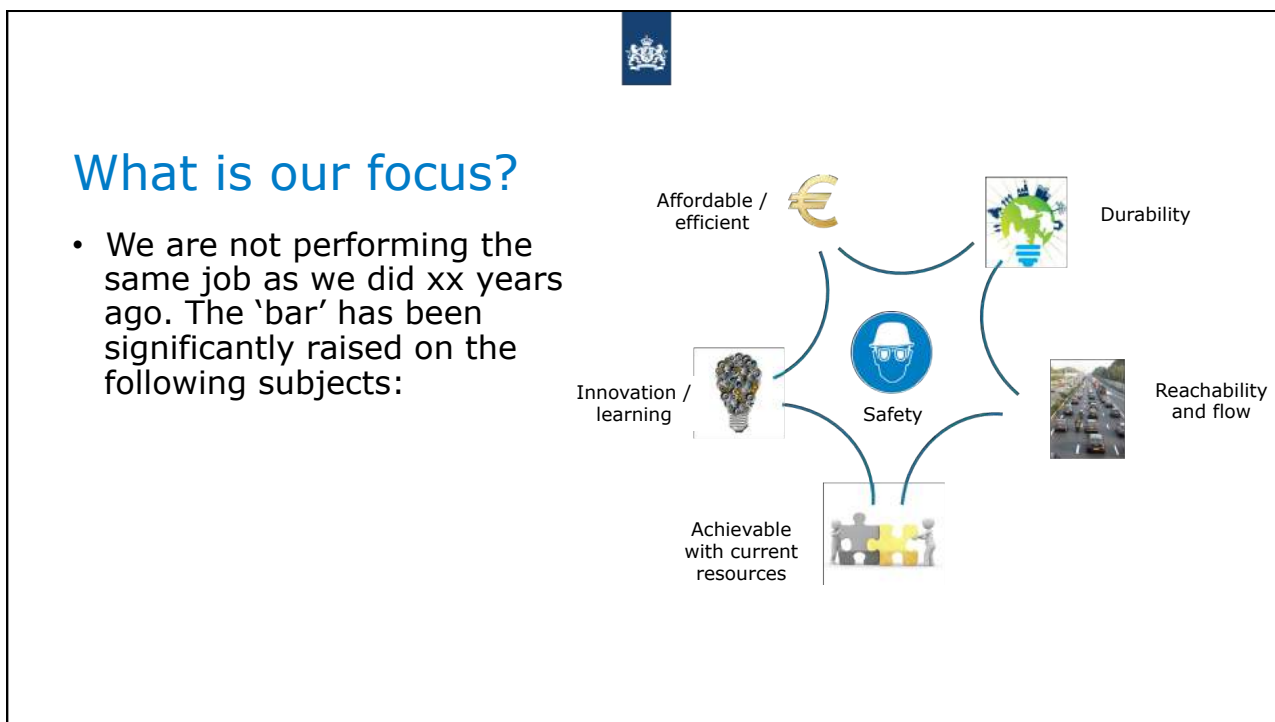 What is our focus?
• We are not performing the
same job as we did xx years
ago. The ‘bar’ has been
significantly raised on the
following subjects:
Affordable /
efficient
Durability
Innovation /
learning
Safety
Reachability
and flow
Achievable
with current
resources